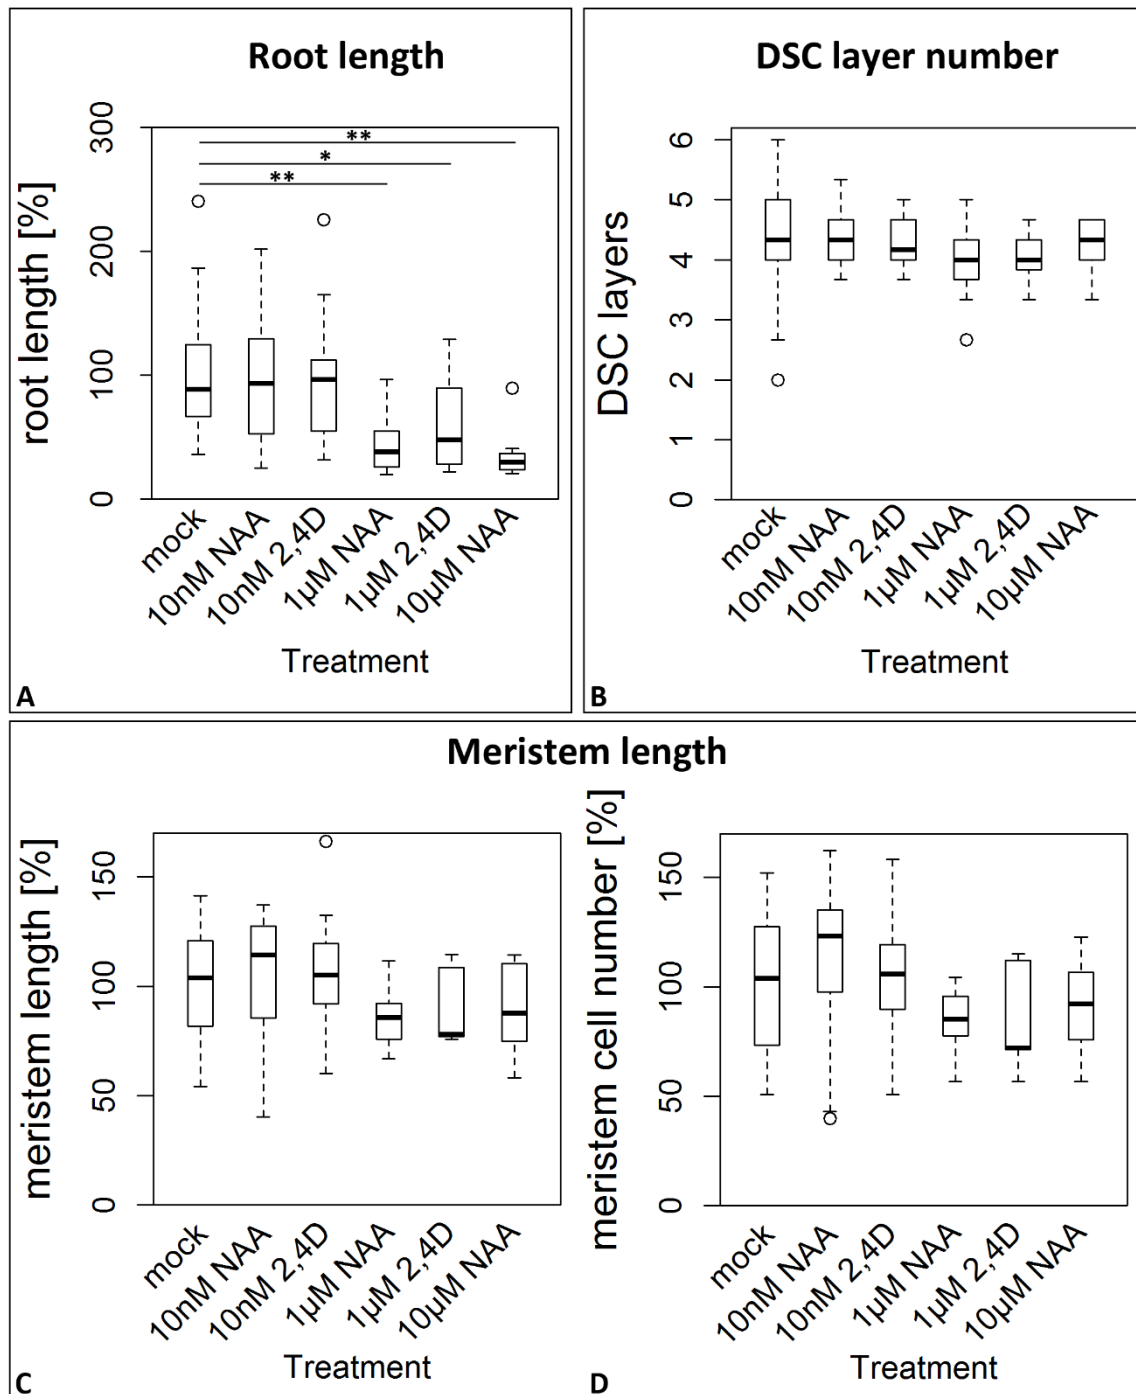 Root length
root length [%]
300
200
100
0
**
*
**
mock
10nM NAA
10nM 2,4D
1µM NAA
1µM 2,4D
10µM NAA
Treatment
A
DSC layer number
DSC layers
6
5
4
3
2
1
0
mock
10nM NAA
10nM 2,4D
1µM NAA
1µM 2,4D
10µM NAA
Treatment
B
Meristem length
meristem length [%]
150
100
50
0
mock
10nM NAA
10nM 2,4D
1µM NAA
1µM 2,4D
10µM NAA
Treatment
C
meristem cell number [%]
150
100
50
0
mock
10nM NAA
10nM 2,4D
1µM NAA
1µM 2,4D
10µM NAA
Treatment
D